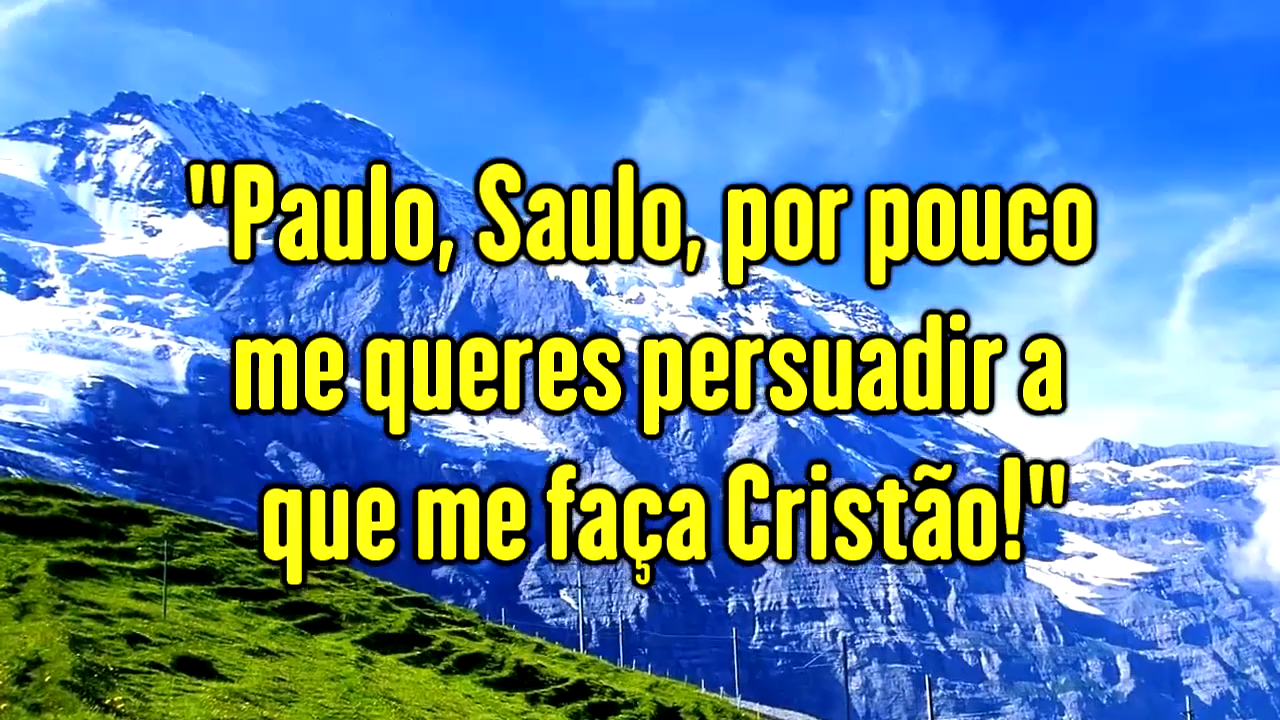 "Paulo, Saulo, por pouco
me queres persuadir a
que me faça Cristão!"